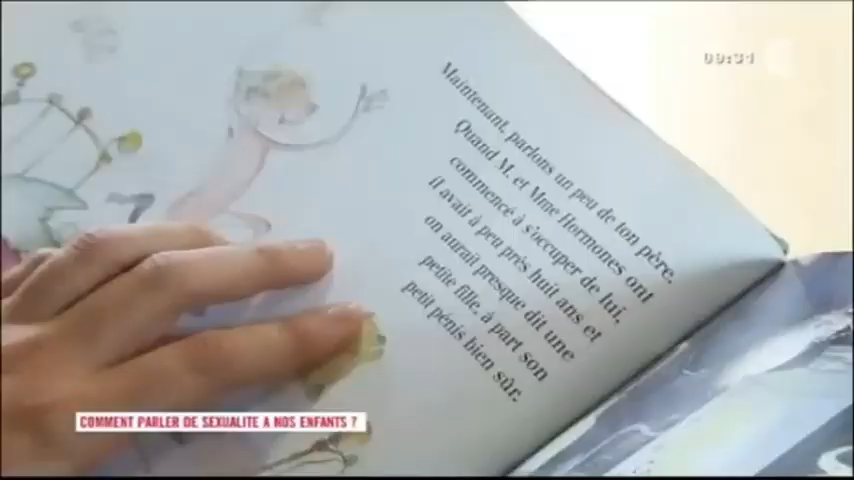 09:31
Maintenant, parlons un peu de ton père.
Quand M. et Mme Hormones ont
commencé à s'occuper de lui,
il avait à peu près huit ans et
on aurait presque dit une
petite fille, à part son
petit pénis bien sûr.
COMMENT PARLER DE SEXUALITE A NOS ENFANTS ?